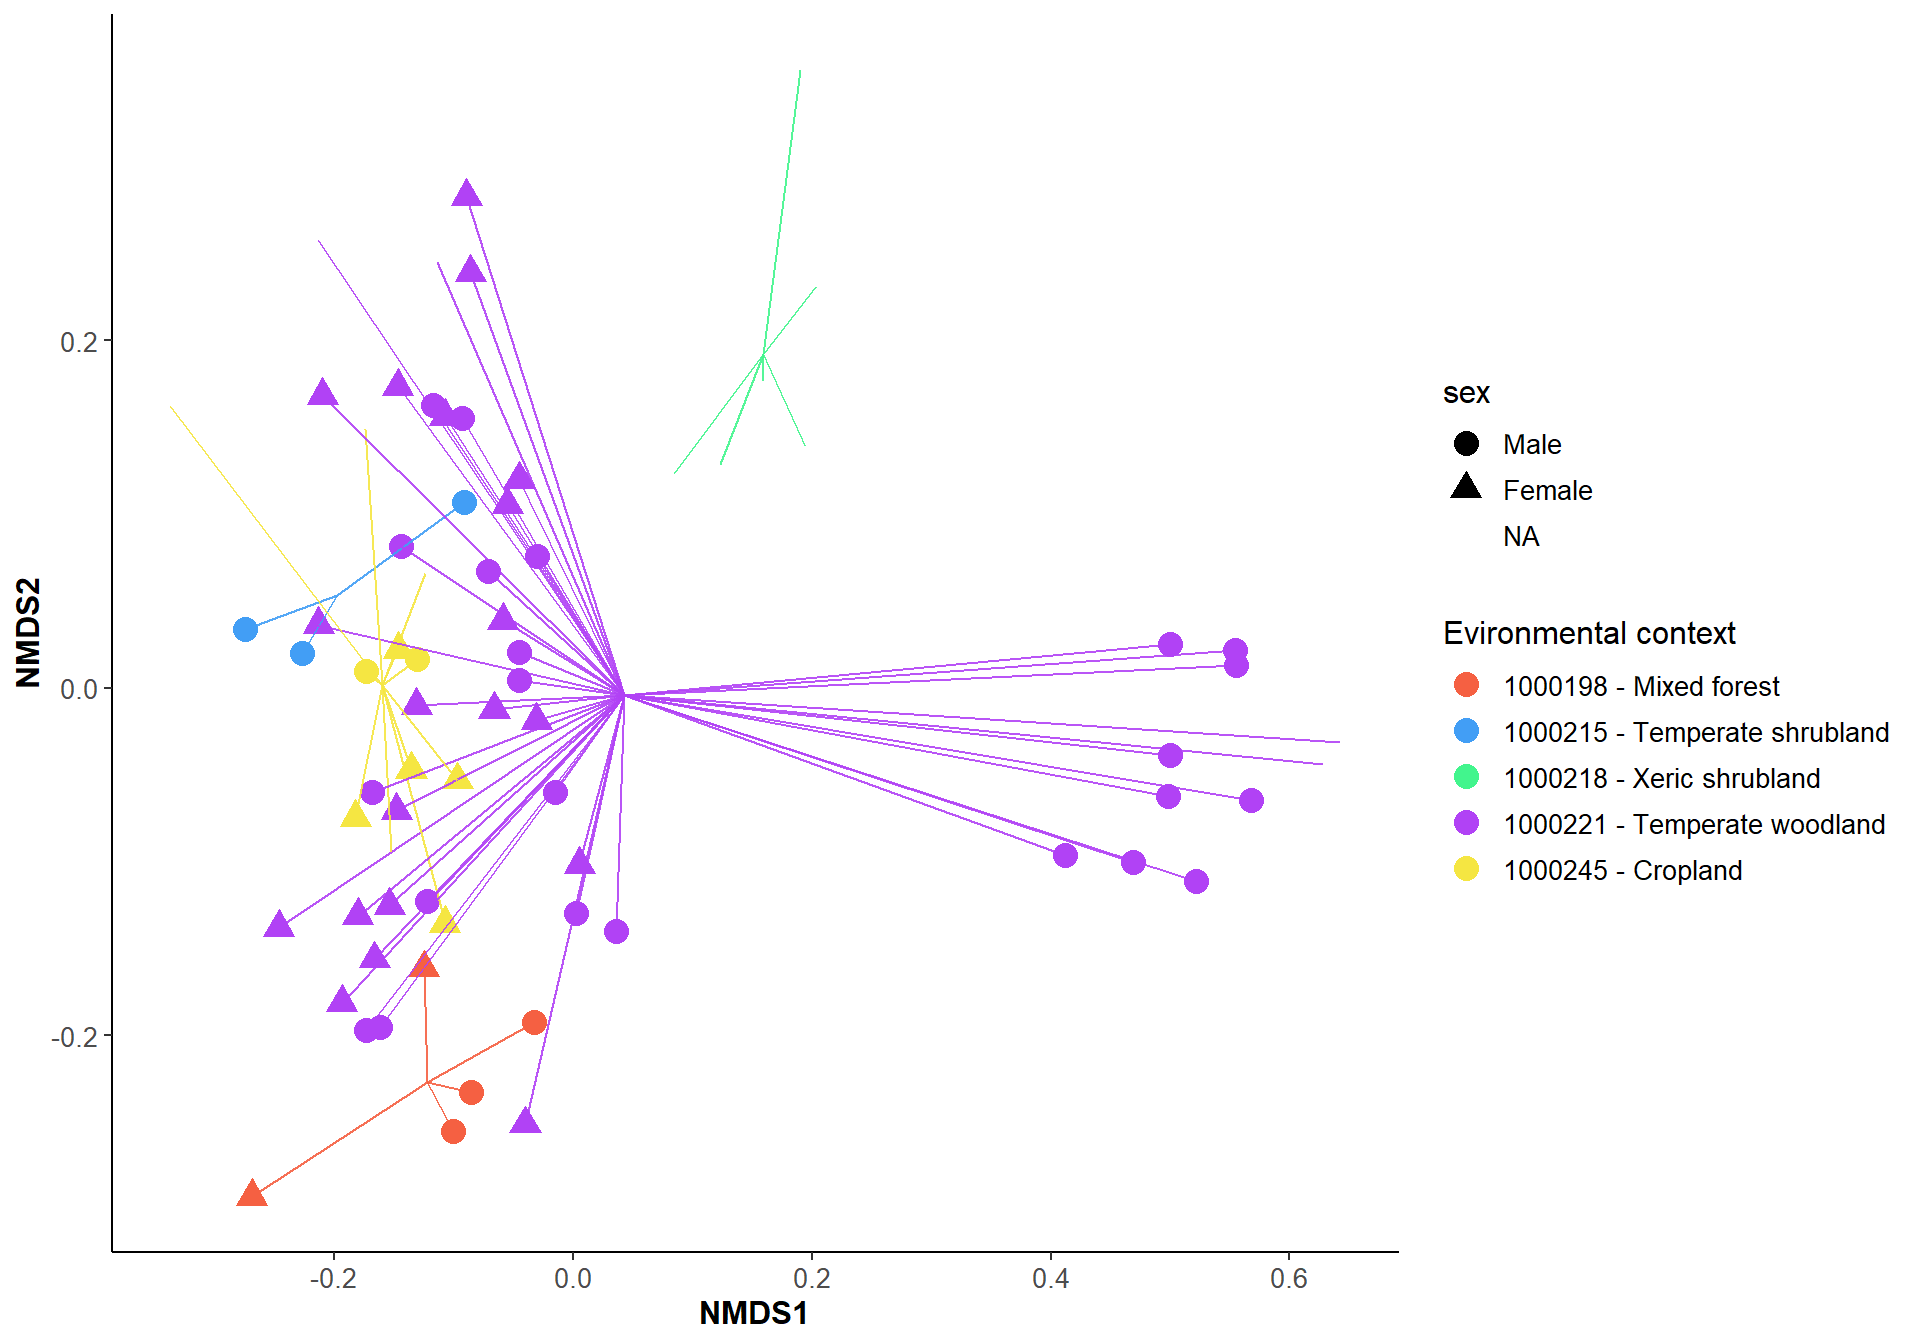 NMDS2
0.2
0.0
-0.2
-0.2
0.0
0.2
0.4
0.6
NMDS1
sex
Male
Female
NA
Evironmental context
1000198 - Mixed forest
1000215 - Temperate shrubland
1000218 - Xeric shrubland
1000221 - Temperate woodland
1000245 - Cropland